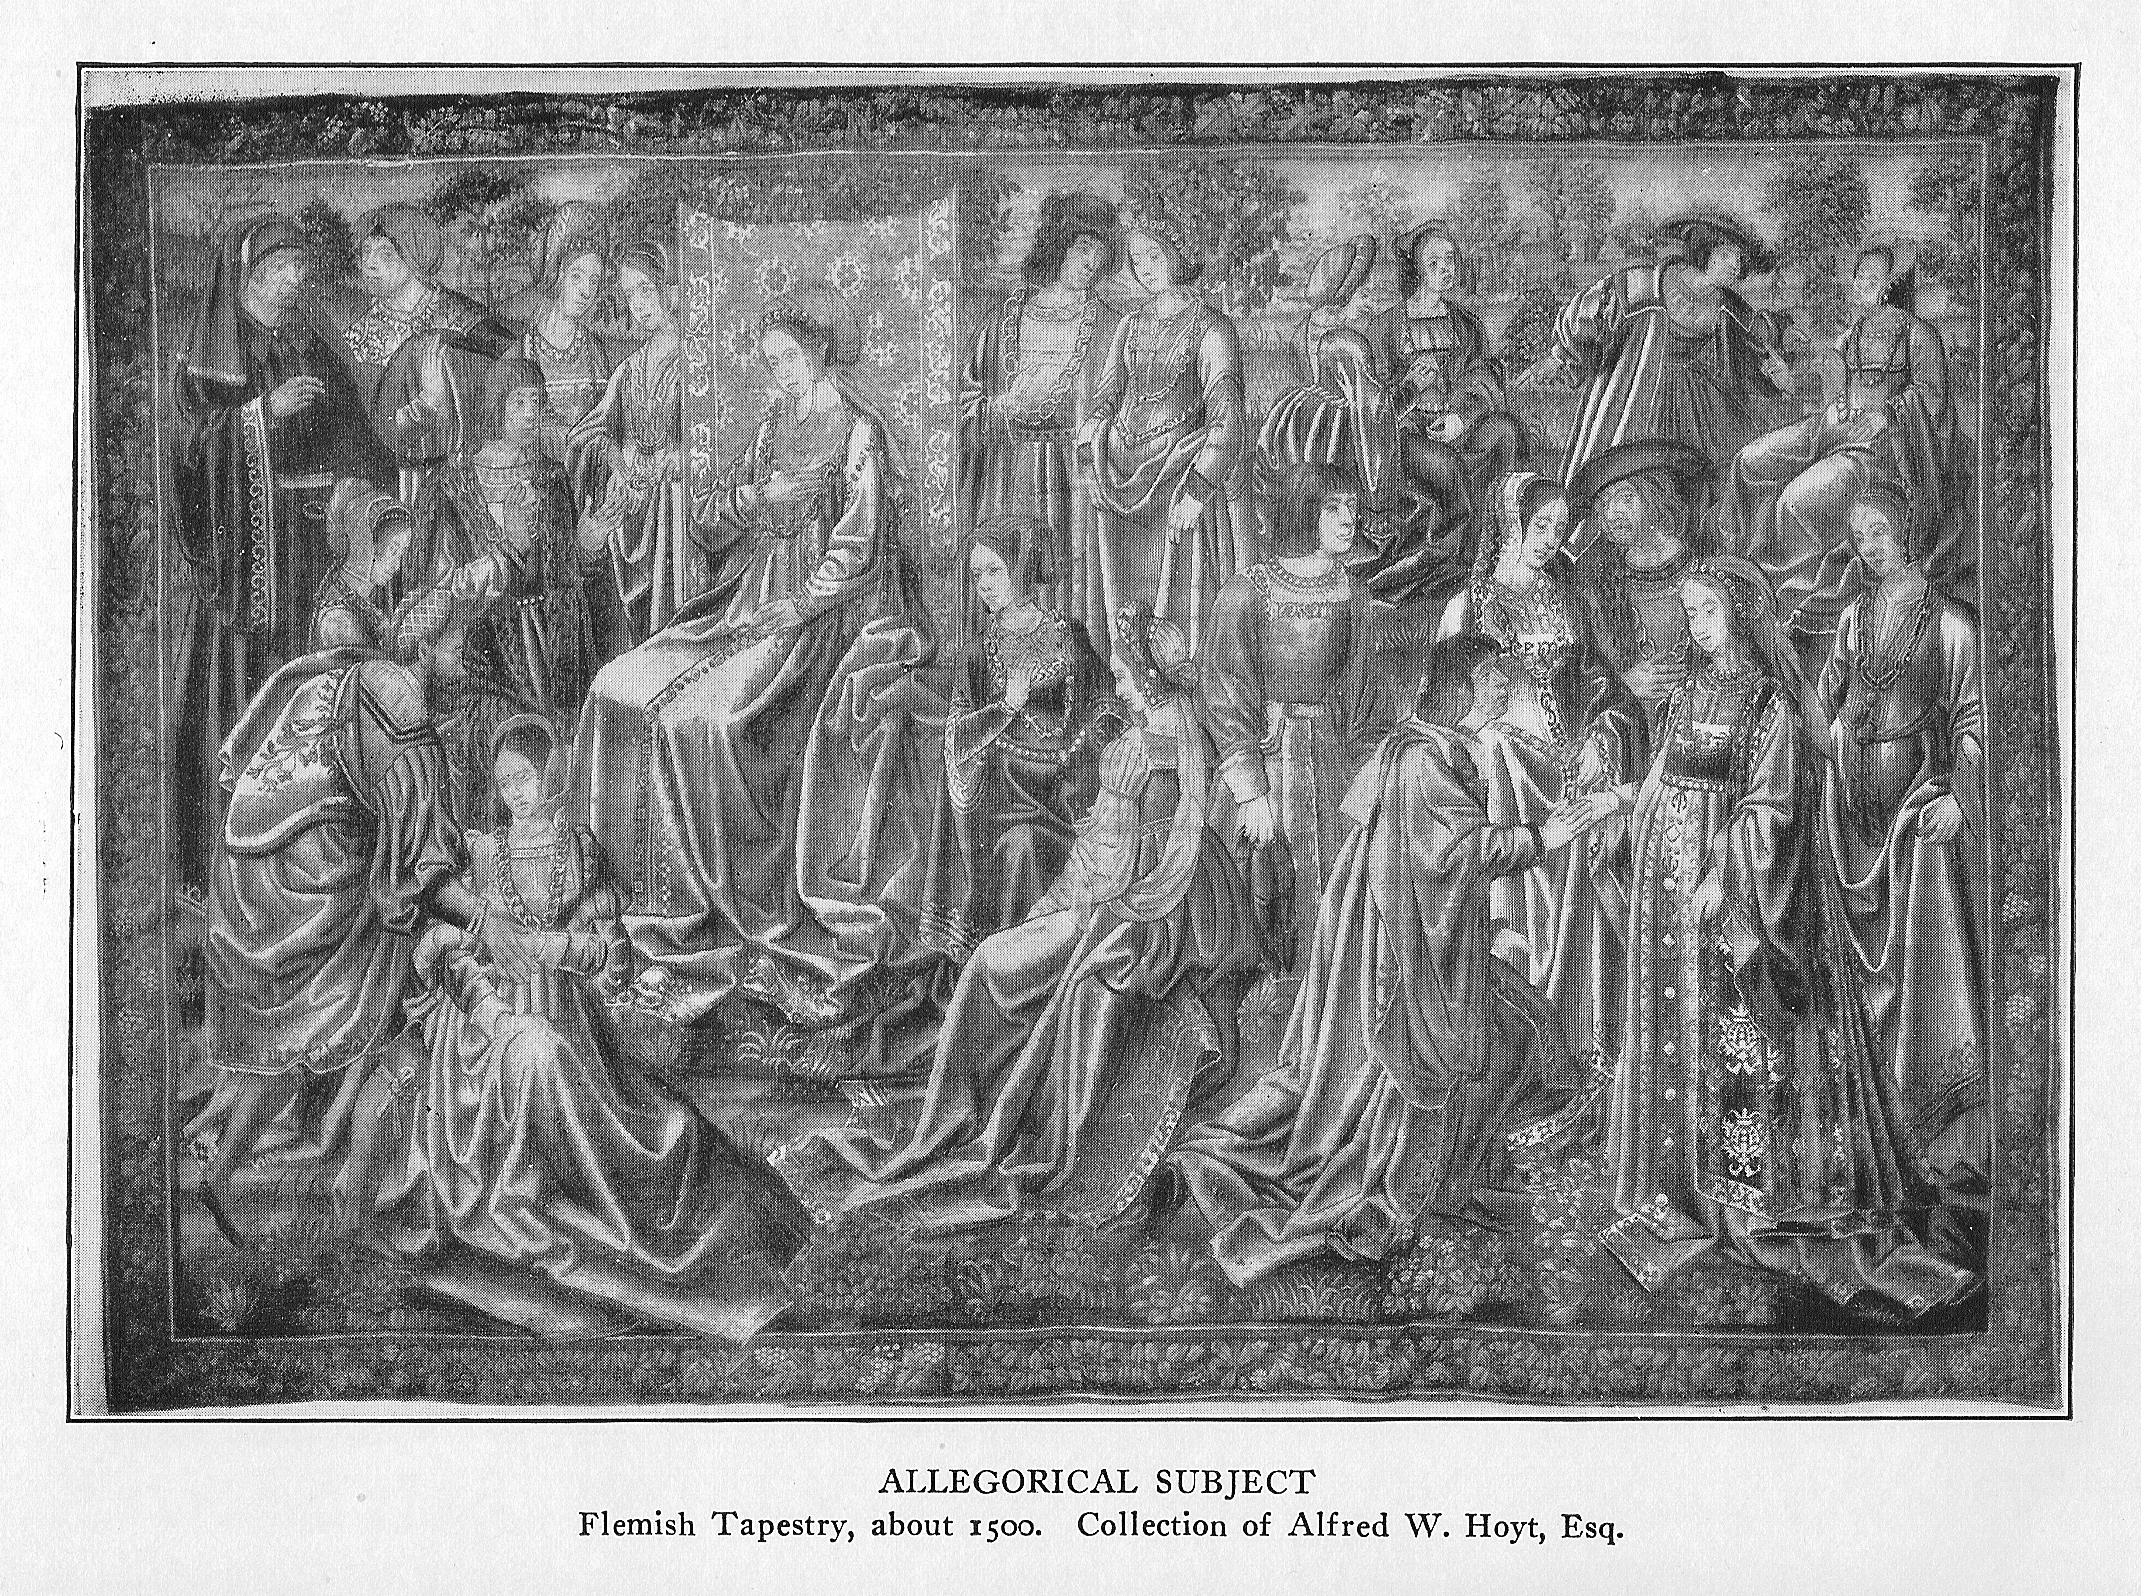 ALLEGORICAL SUBJECT
Flemish Tapestry, about 1500. Collection of Alfred W. Hoyt, Esq.